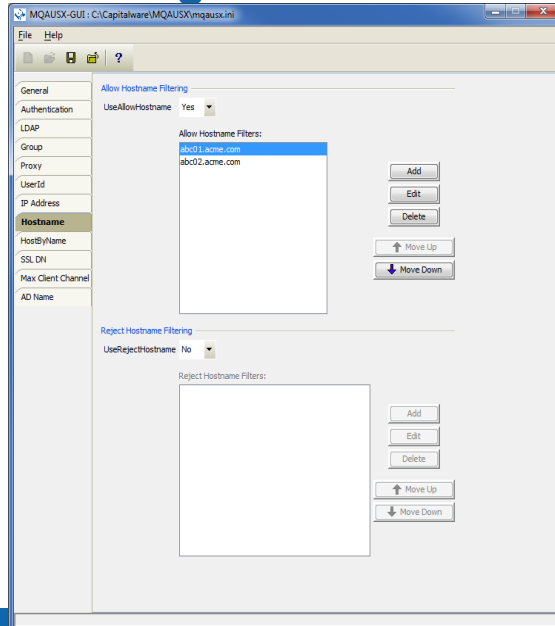 MQAUSX-GUI : C:\Capitalware\MQAUSX\mqausx.ini
File Help
?
General
Authentication
LDAP
Group
Proxy
UserId
IP Address
Hostname
HostByName
SSL DN
Max Client Channel
AD Name
Allow Hostname Filtering
UseAllowHostname Yes
Allow Hostname Filters:
abc01.acme.com
abc02.acme.com
Add
Edit
Delete
Move Up
Move Down
Reject Hostname Filtering
UseRejectHostname No
Reject Hostname Filters:
Add
Edit
Delete
Move Up
Move Down